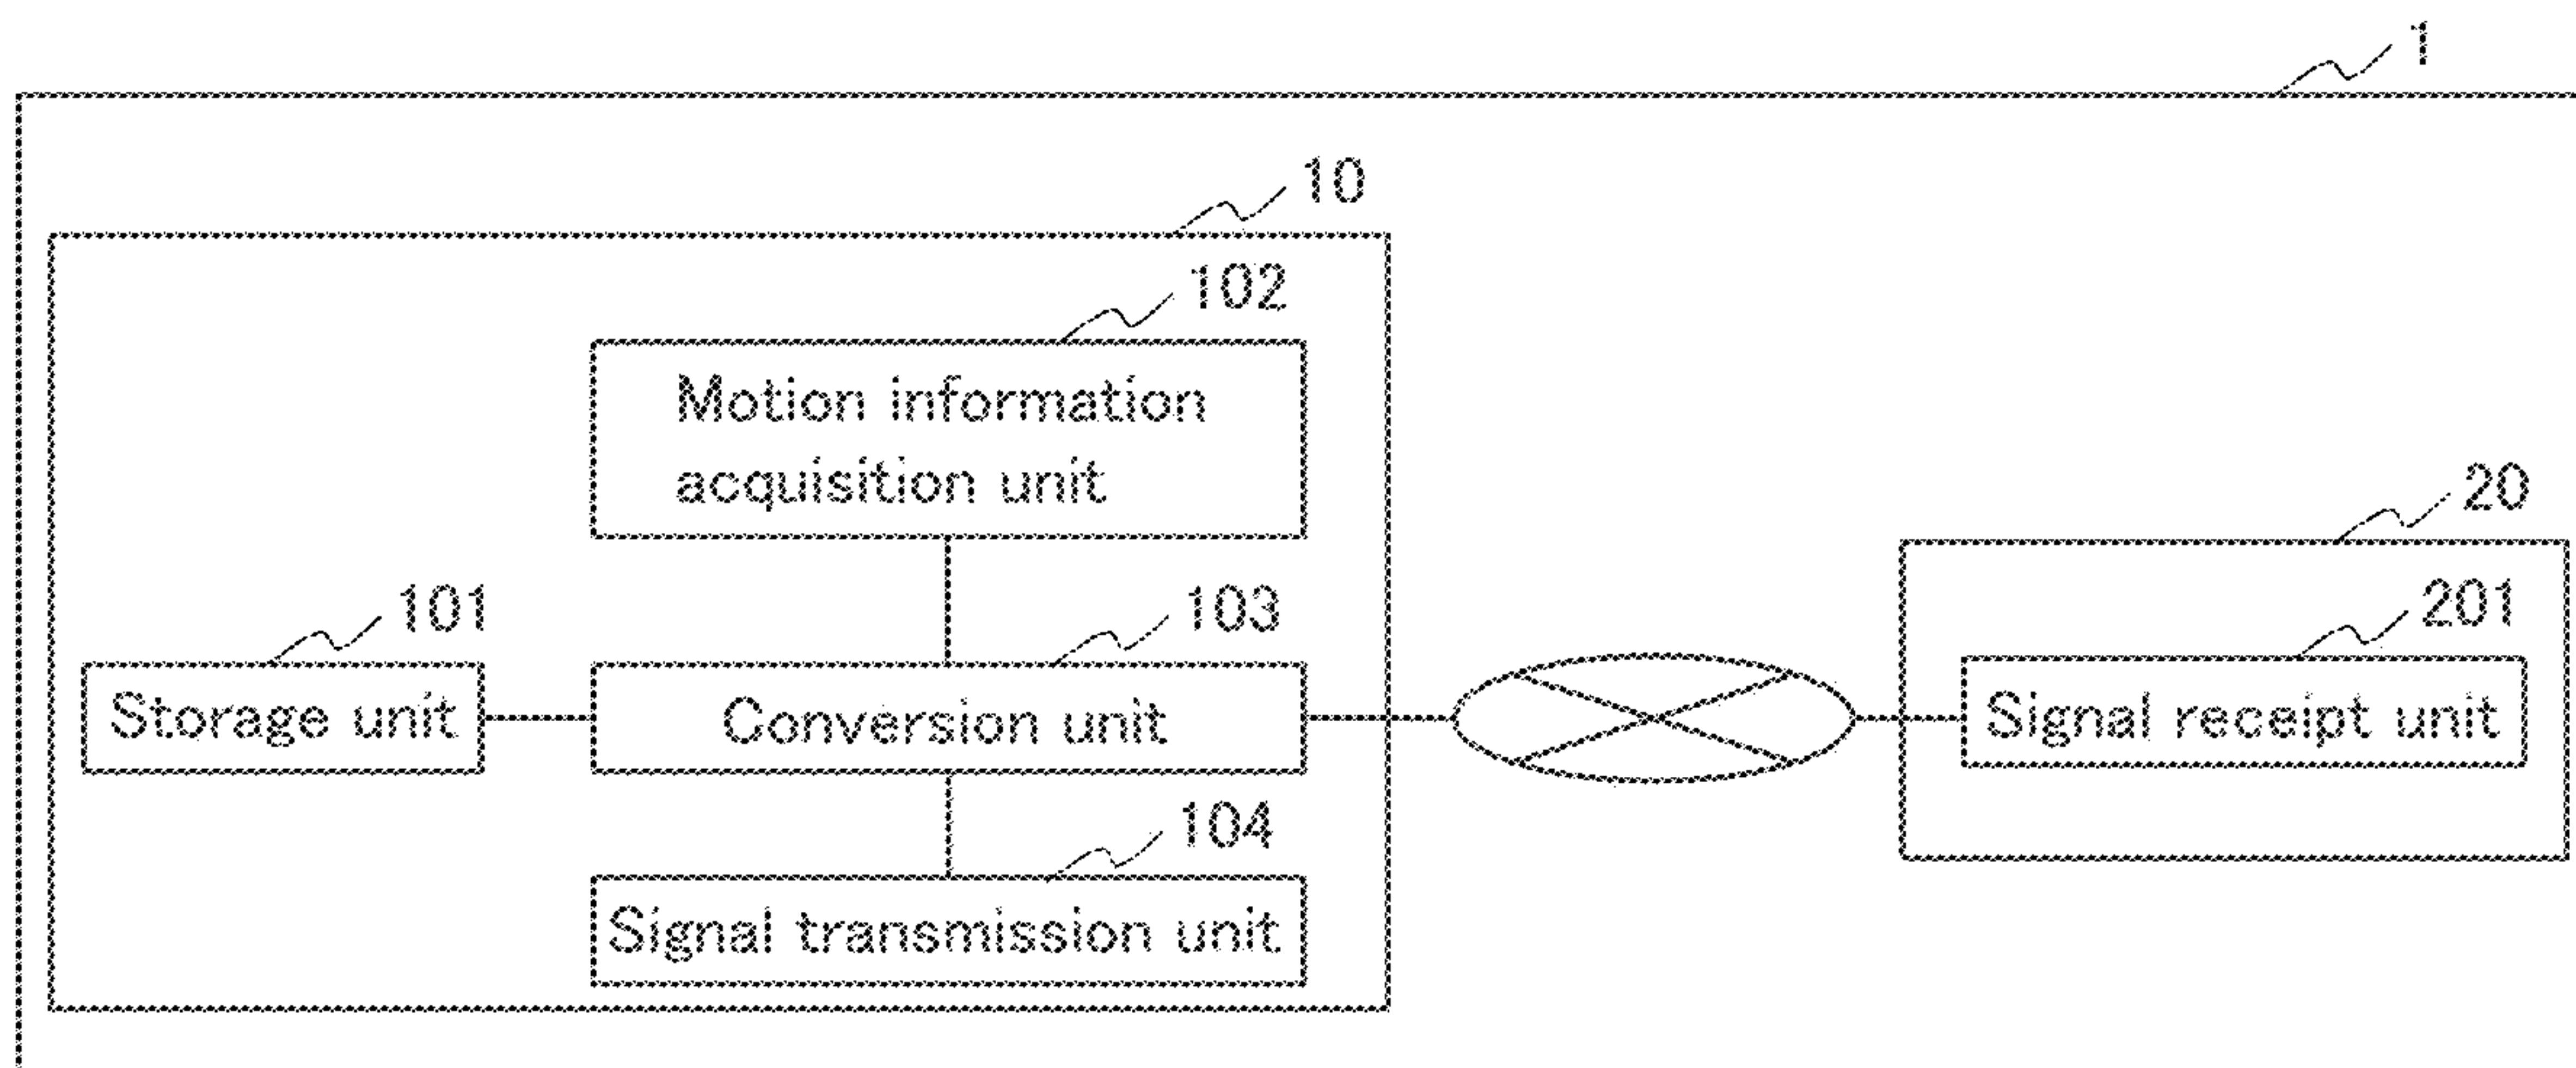 1
10
102
Motion information
acquisition unit
20
101
103
201
Storage unit
Conversion unit
Signal receipt unit
104
Signal transmission unit